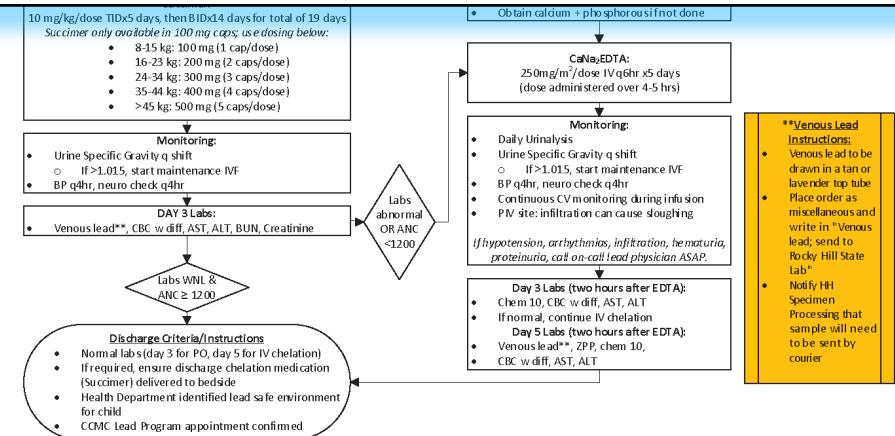 10 mg/kg/dose TIDx5 days, then BIDx14 days for total of 19 days
Succimer only available in 100 mg caps; use dosing below:
• 8-15 kg: 100 mg (1 cap/dose)
• 16-23 kg: 200 mg (2 caps/dose)
• 24-34 kg: 300 mg (3 caps/dose)
• 35-44 kg: 400 mg (4 caps/dose)
• >45 kg: 500 mg (5 caps/dose)
Monitoring:
• Urine Specific Gravity q shift
o If >1.015, start maintenance IVF
• BP q4hr, neuro check q4hr
DAY 3 Labs:
• Venous lead**, CBC w diff, AST, ALT, BUN, Creatinine
Labs
abnormal
OR ANC
<1200
Labs WNL &
ANC ≥ 1200
Discharge Criteria/Instructions
• Normal labs (day 3 for PO, day 5 for IV chelation)
• If required, ensure discharge chelation medication
(Succimer) delivered to bedside
• Health Department identified lead safe environment
for child
• CCMC Lead Program appointment confirmed
• Obtain calcium + phosphorous if not done
CaNa₂EDTA:
250mg/m²/dose IV q6hr x5 days
(dose administered over 4-5 hrs)
Monitoring:
• Daily Urinalysis
• Urine Specific Gravity q shift
o If >1.015, start maintenance IVF
• BP q4hr, neuro check q4hr
• Continuous CV monitoring during infusion
• PIV site: infiltration can cause sloughing
If hypotension, arrhythmias, infiltration, hematuria,
proteinuria, call on-call lead physician ASAP.
Day 3 Labs (two hours after EDTA):
• Chem 10, CBC w diff, AST, ALT
• If normal, continue IV chelation
Day 5 Labs (two hours after EDTA):
• Venous lead**, ZPP, chem 10,
• CBC w diff, AST, ALT
**Venous Lead
Instructions:
• Venous lead to be
drawn in a tan or
lavender top tube
• Place order as
miscellaneous and
write in "Venous
lead; send to
Rocky Hill State
Lab"
• Notify HH
Specimen
Processing that
sample will need
to be sent by
courier